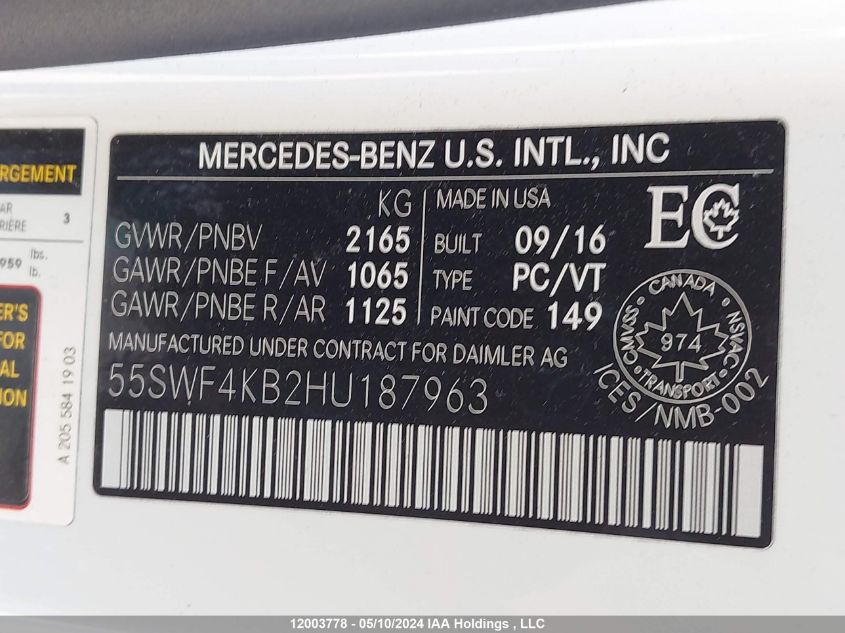 RGEMENT
AR
RIÈRE 3
959 lbs.
lb.
ER'S
FOR
AL
ION
A 205 584 19 03
MERCEDES-BENZ U.S. INTL., INC
KG
GVWR/PNBV 2165
GAWR/PNBE F/AV 1065
GAWR/PNBE R/AR 1125
MADE IN USA
BUILT 09/16
TYPE PC/VT
PAINT CODE 149
EC
CANADA
CMVSS NSVAC
974
TRANSPORT
ICES/NMB-002
MANUFACTURED UNDER CONTRACT FOR DAIMLER AG
55SWF4KB2HU187963
12003778 - 05/10/2024 IAA Holdings , LLC